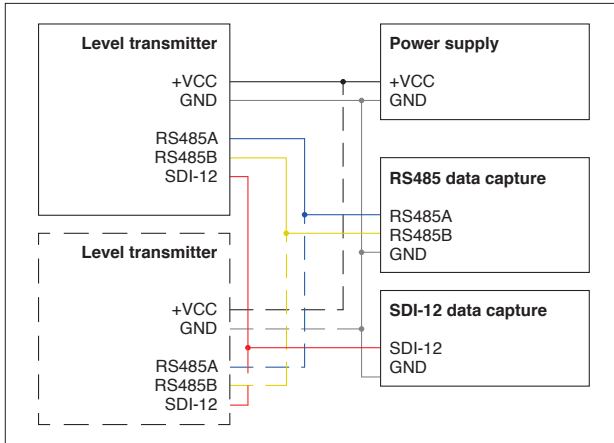 Level transmitter
+VCC
GND
RS485A
RS485B
SDI-12
Power supply
+VCC
GND
RS485 data capture
RS485A
RS485B
GND
Level transmitter
+VCC
GND
RS485A
RS485B
SDI-12
SDI-12 data capture
SDI-12
GND